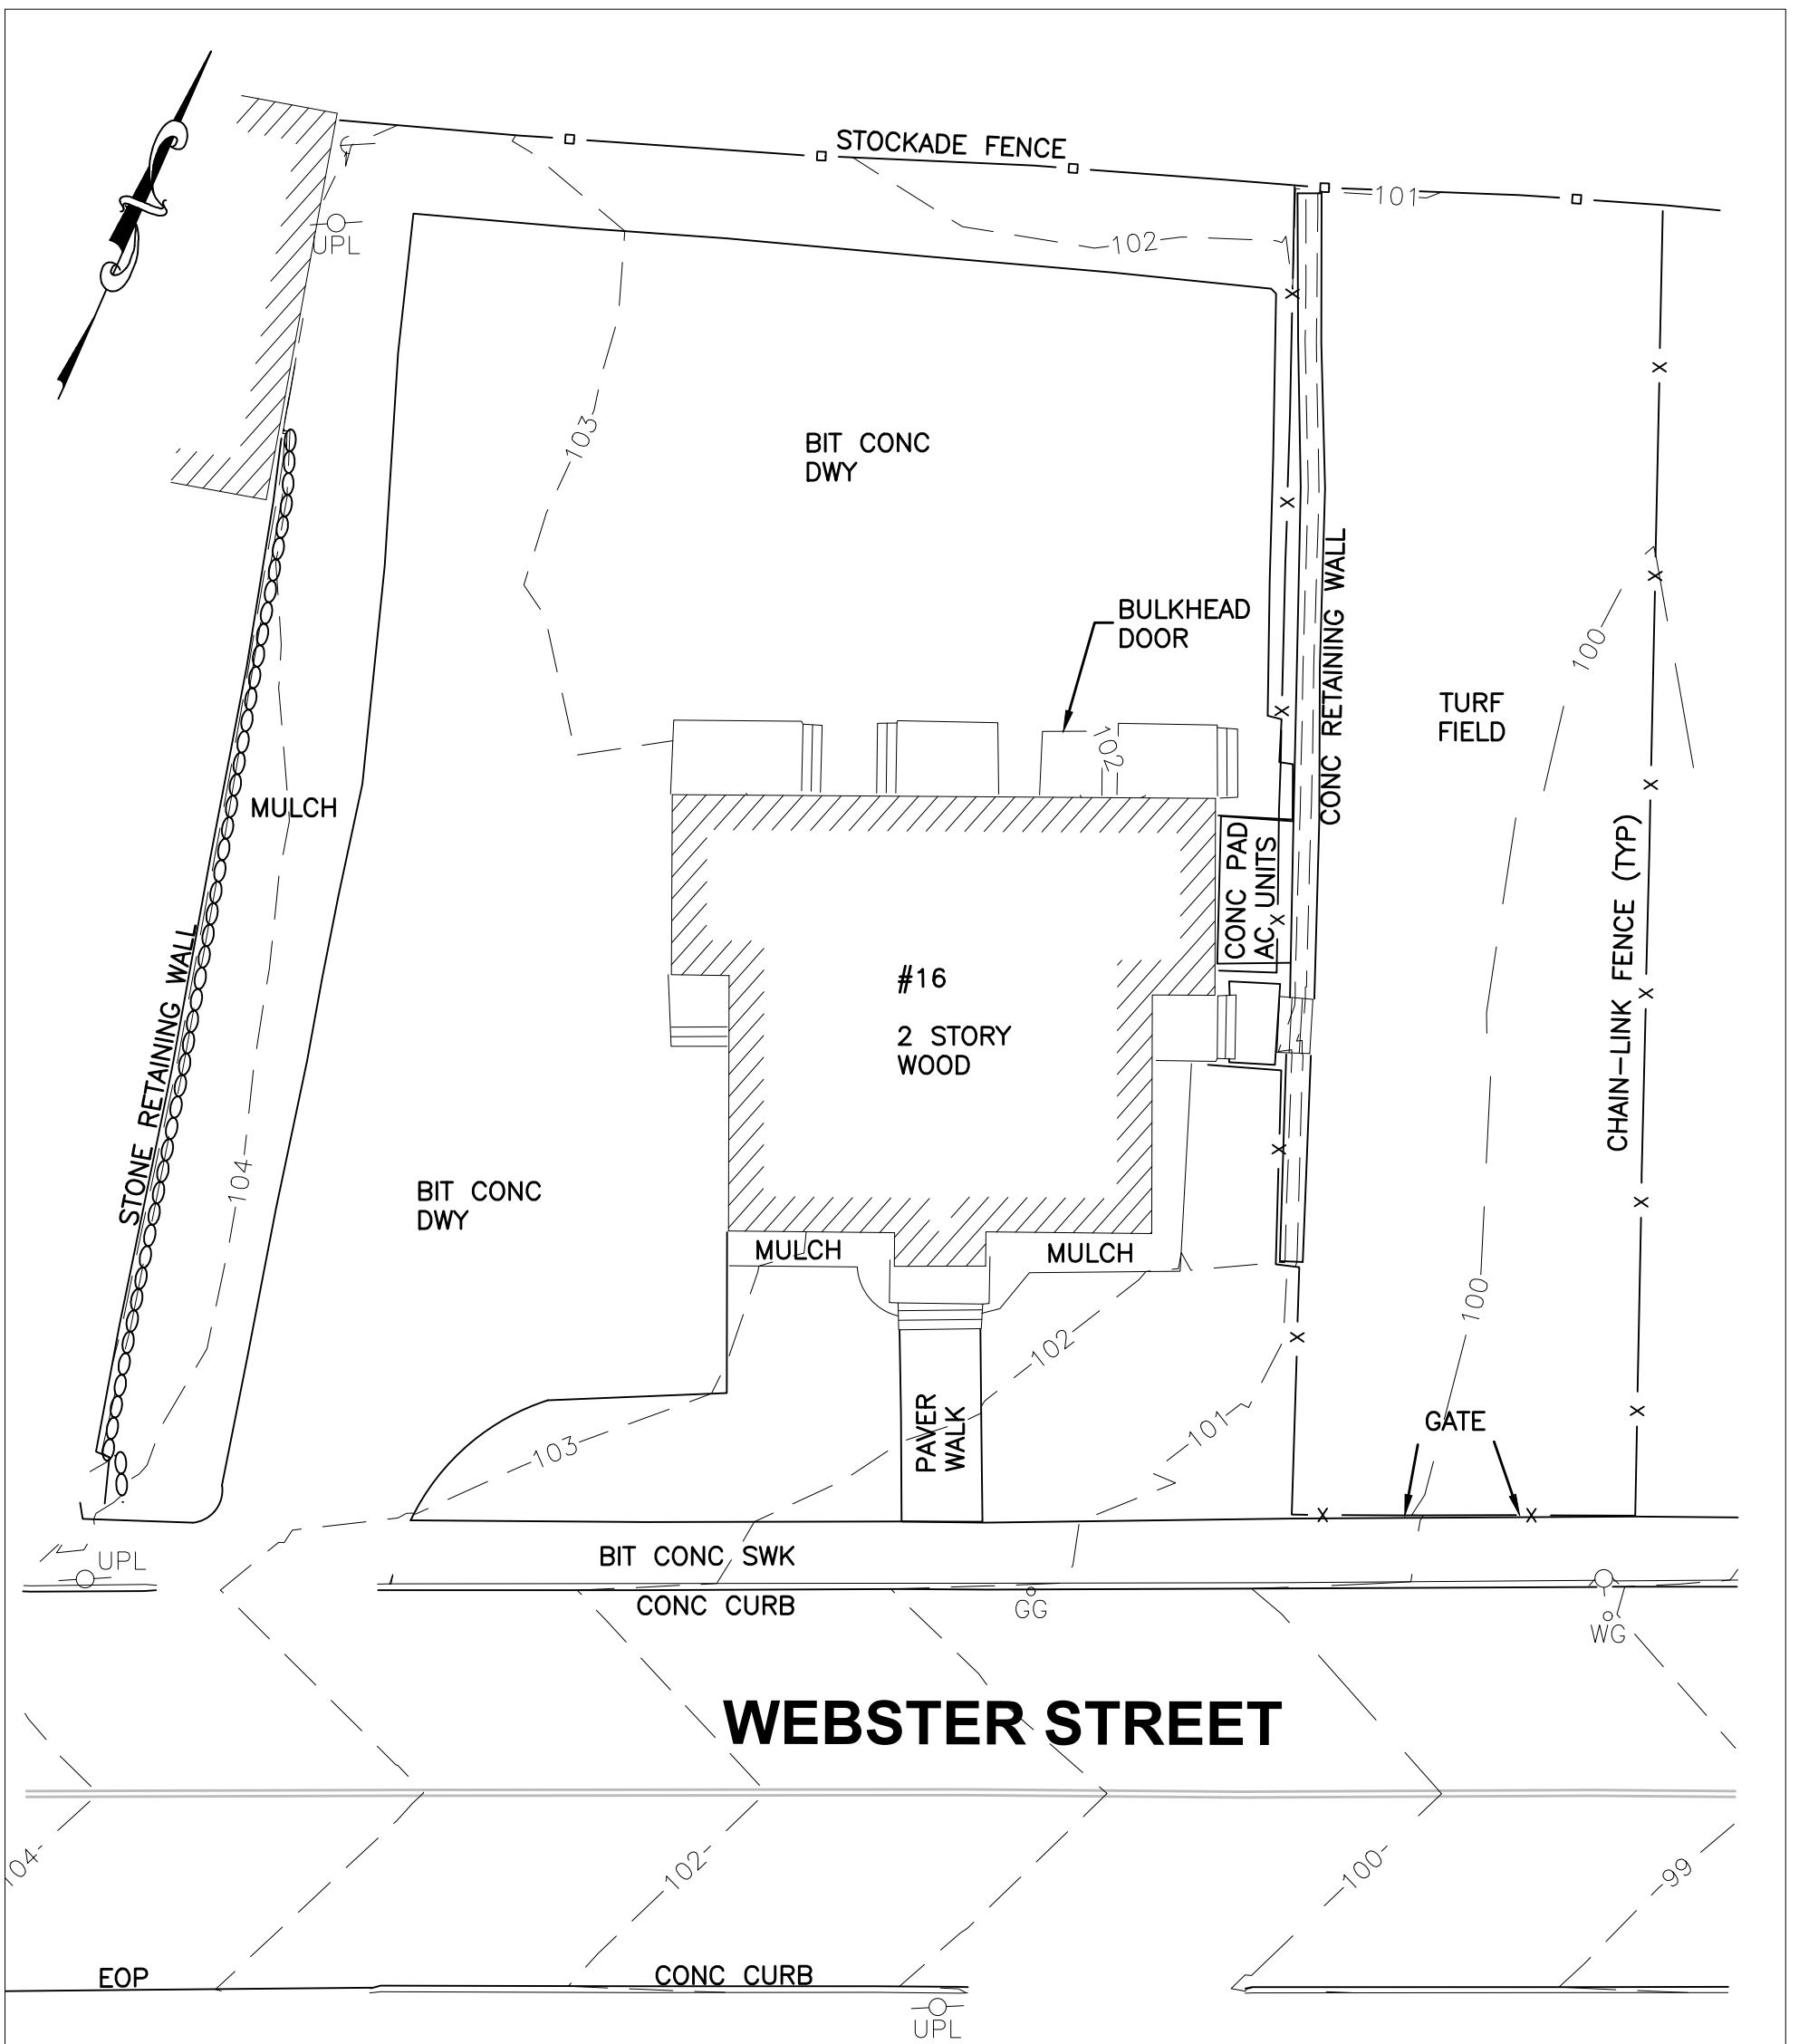 STOCKADE FENCE
101
UPL
102
103
BIT CONC
DWY
CONC RETAINING WALL
BULKHEAD
DOOR
100
TURF
FIELD
102
MULCH
CONC PAD
AC UNITS
CHAIN-LINK FENCE (TYP)
STONE RETAINING WALL
#16
2 STORY
WOOD
104
BIT CONC
DWY
MULCH
MULCH
100
102
PAVER
WALK
101
GATE
103
UPL
BIT CONC SWK
CONC CURB
GG
WG
WEBSTER STREET
104
102
100
99
EOP
CONC CURB
UPL